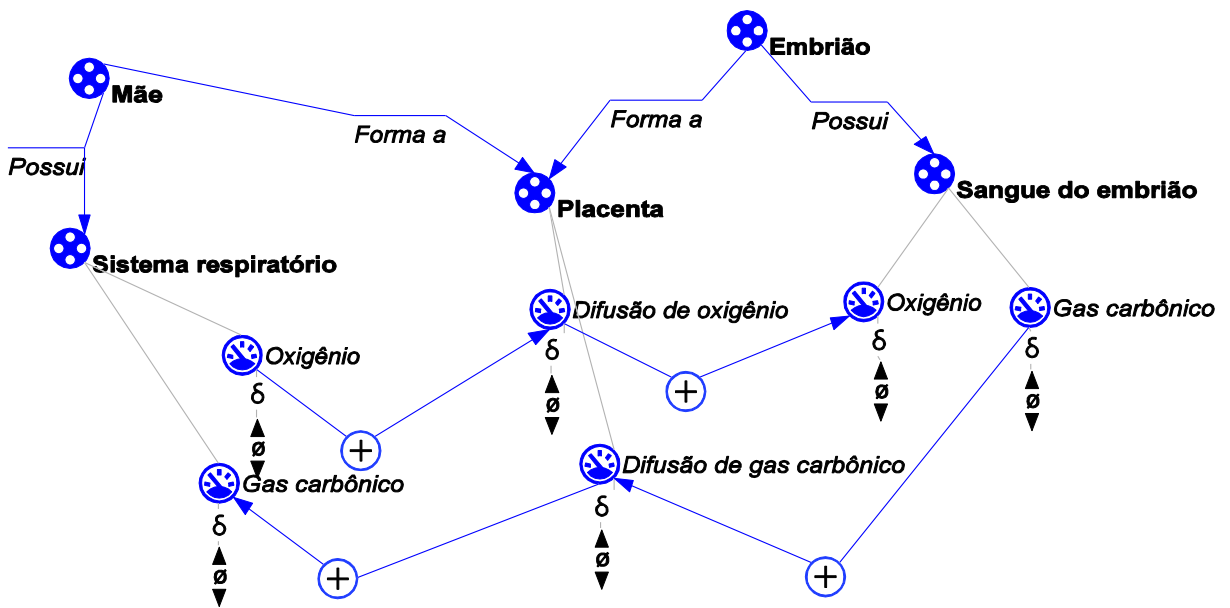 Embrião
Mãe
Forma a
Forma a
Possui
Possui
Placenta
Sangue do embrião
Sistema respiratório
Difusão de oxigênio
Oxigênio
Gas carbônico
Oxigênio
δ
δ
δ
δ
ø
ø
ø
ø
+
+
Difusão de gas carbônico
Gas carbônico
δ
δ
ø
ø
+
+